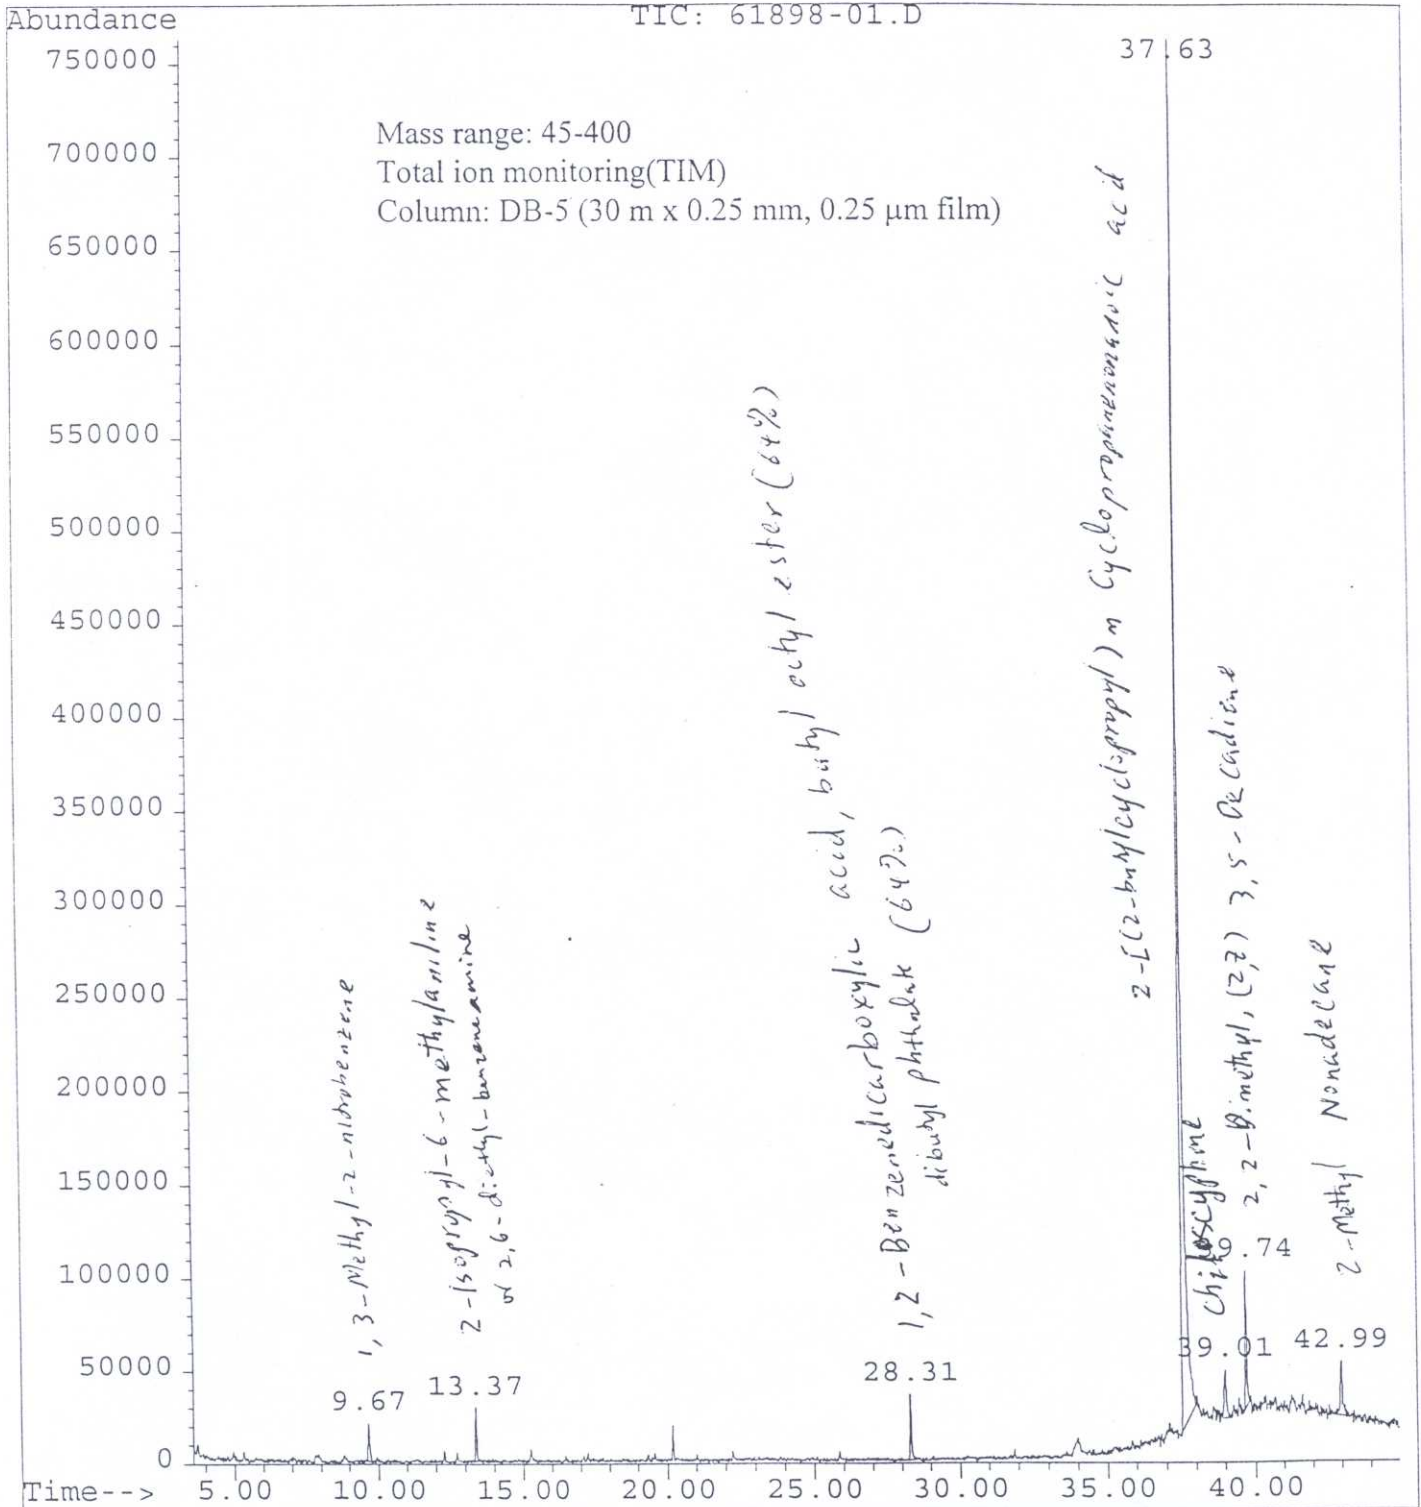 Abundance
TIC: 61898-01.D
750000
700000
650000
600000
550000
500000
450000
400000
350000
300000
250000
200000
150000
100000
50000
0
Time-->
5.00 10.00 15.00 20.00 25.00 30.00 35.00 40.00
Mass range: 45-400
Total ion monitoring(TIM)
Column: DB-5 (30 m x 0.25 mm, 0.25 μm film)
9.67
1,3-Methyl-2-nitrobenzene
13.37
2-Isopropyl-6-methylaniline
or 2,6-diethyl-benzeneamine
28.31
1,2-Benzenedicarboxylic acid, butyl octyl ester (64%)
dibutyl phthalate (64%)
37.63
2-[(2-butylcyclopropyl) m Cyclopropanenonanoic acid
39.01
9.74
2,2-Dimethyl, (Z,Z) 3,5-Decadiene
42.99
2-Methyl Nonadecane